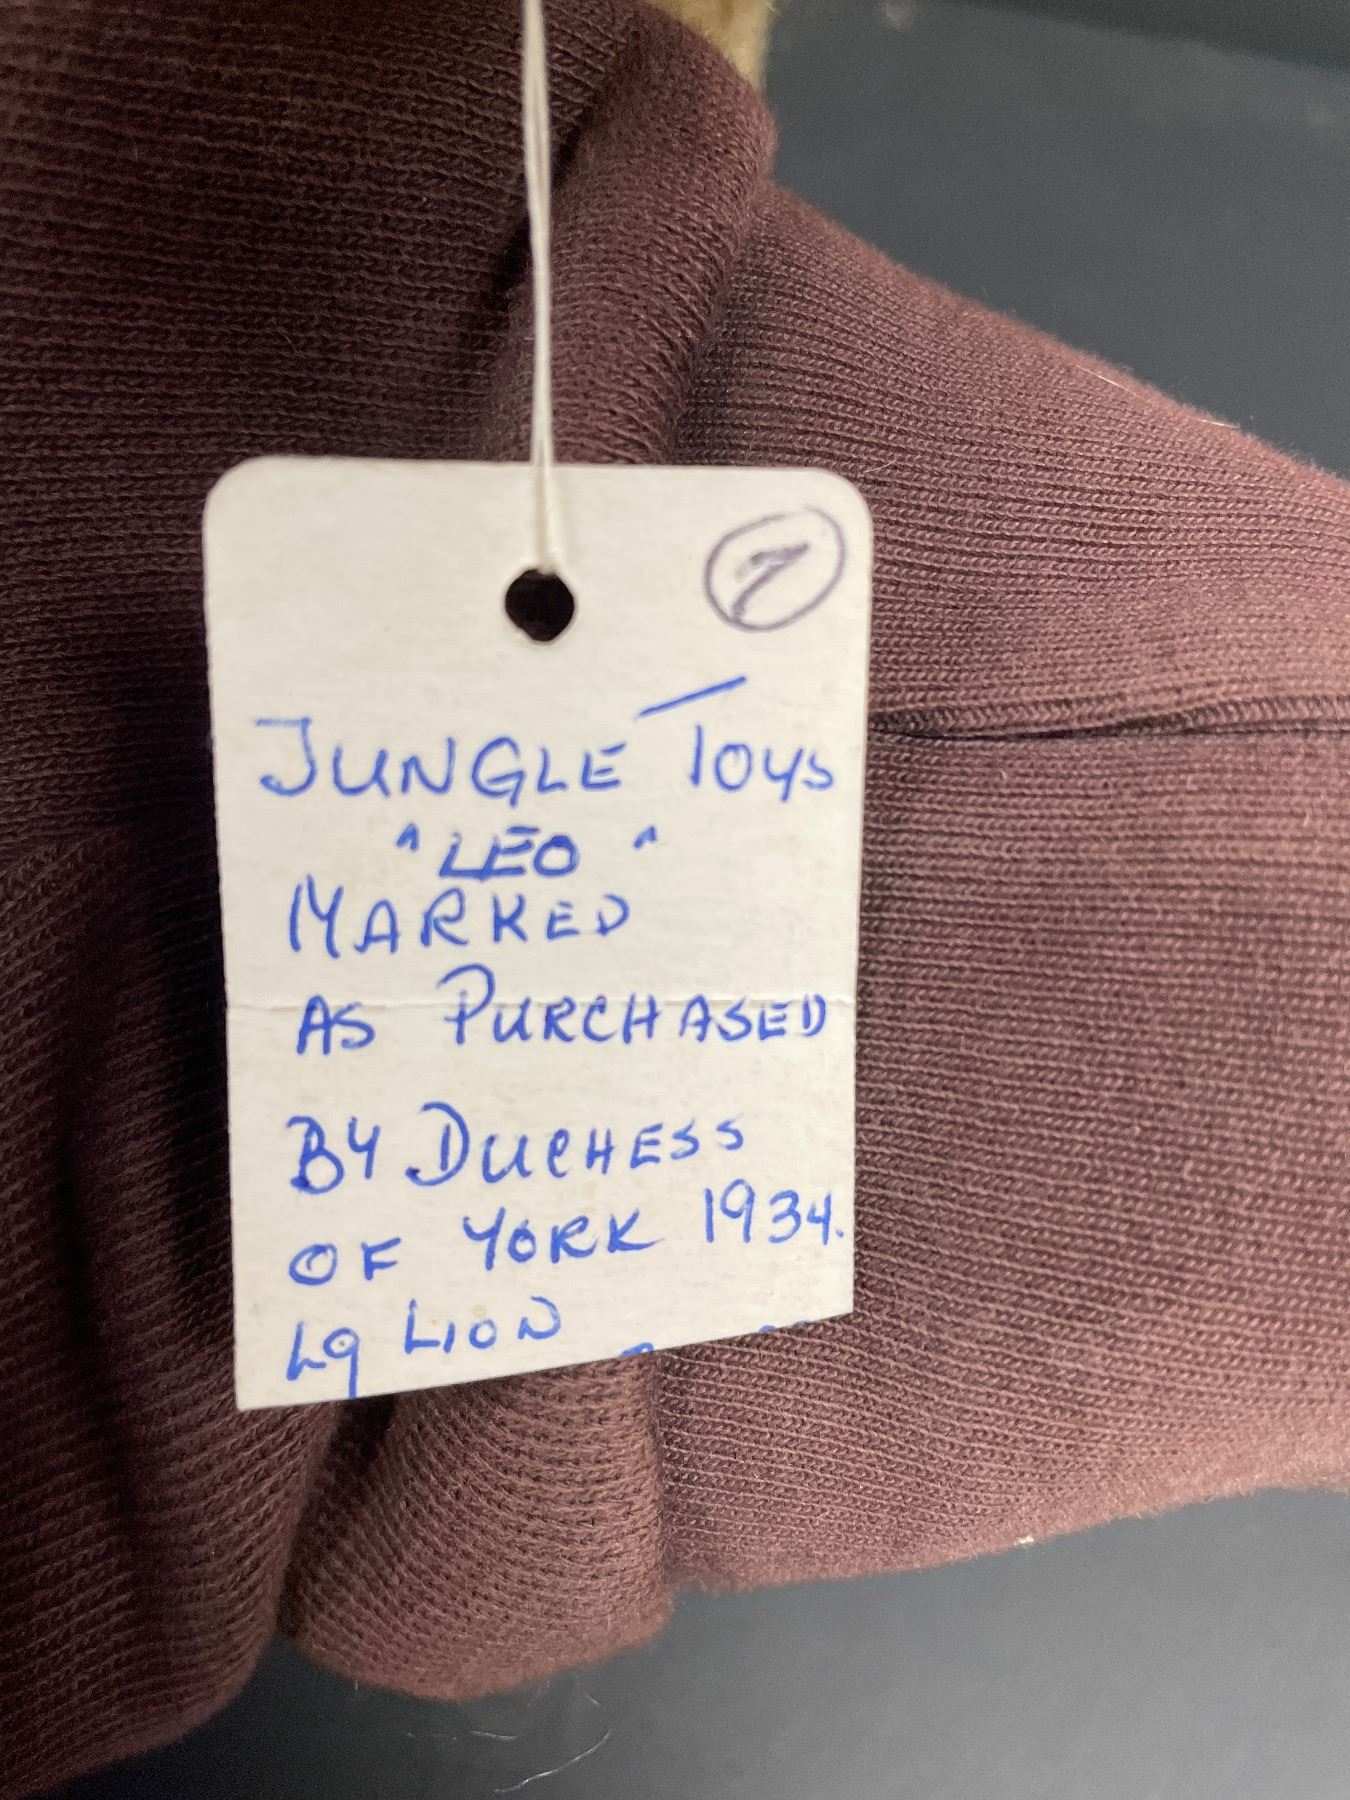 7
JUNGLE TOYS
"LEO"
MARKED
AS PURCHASED
BY DUCHESS
OF YORK 1934.
Lg LION